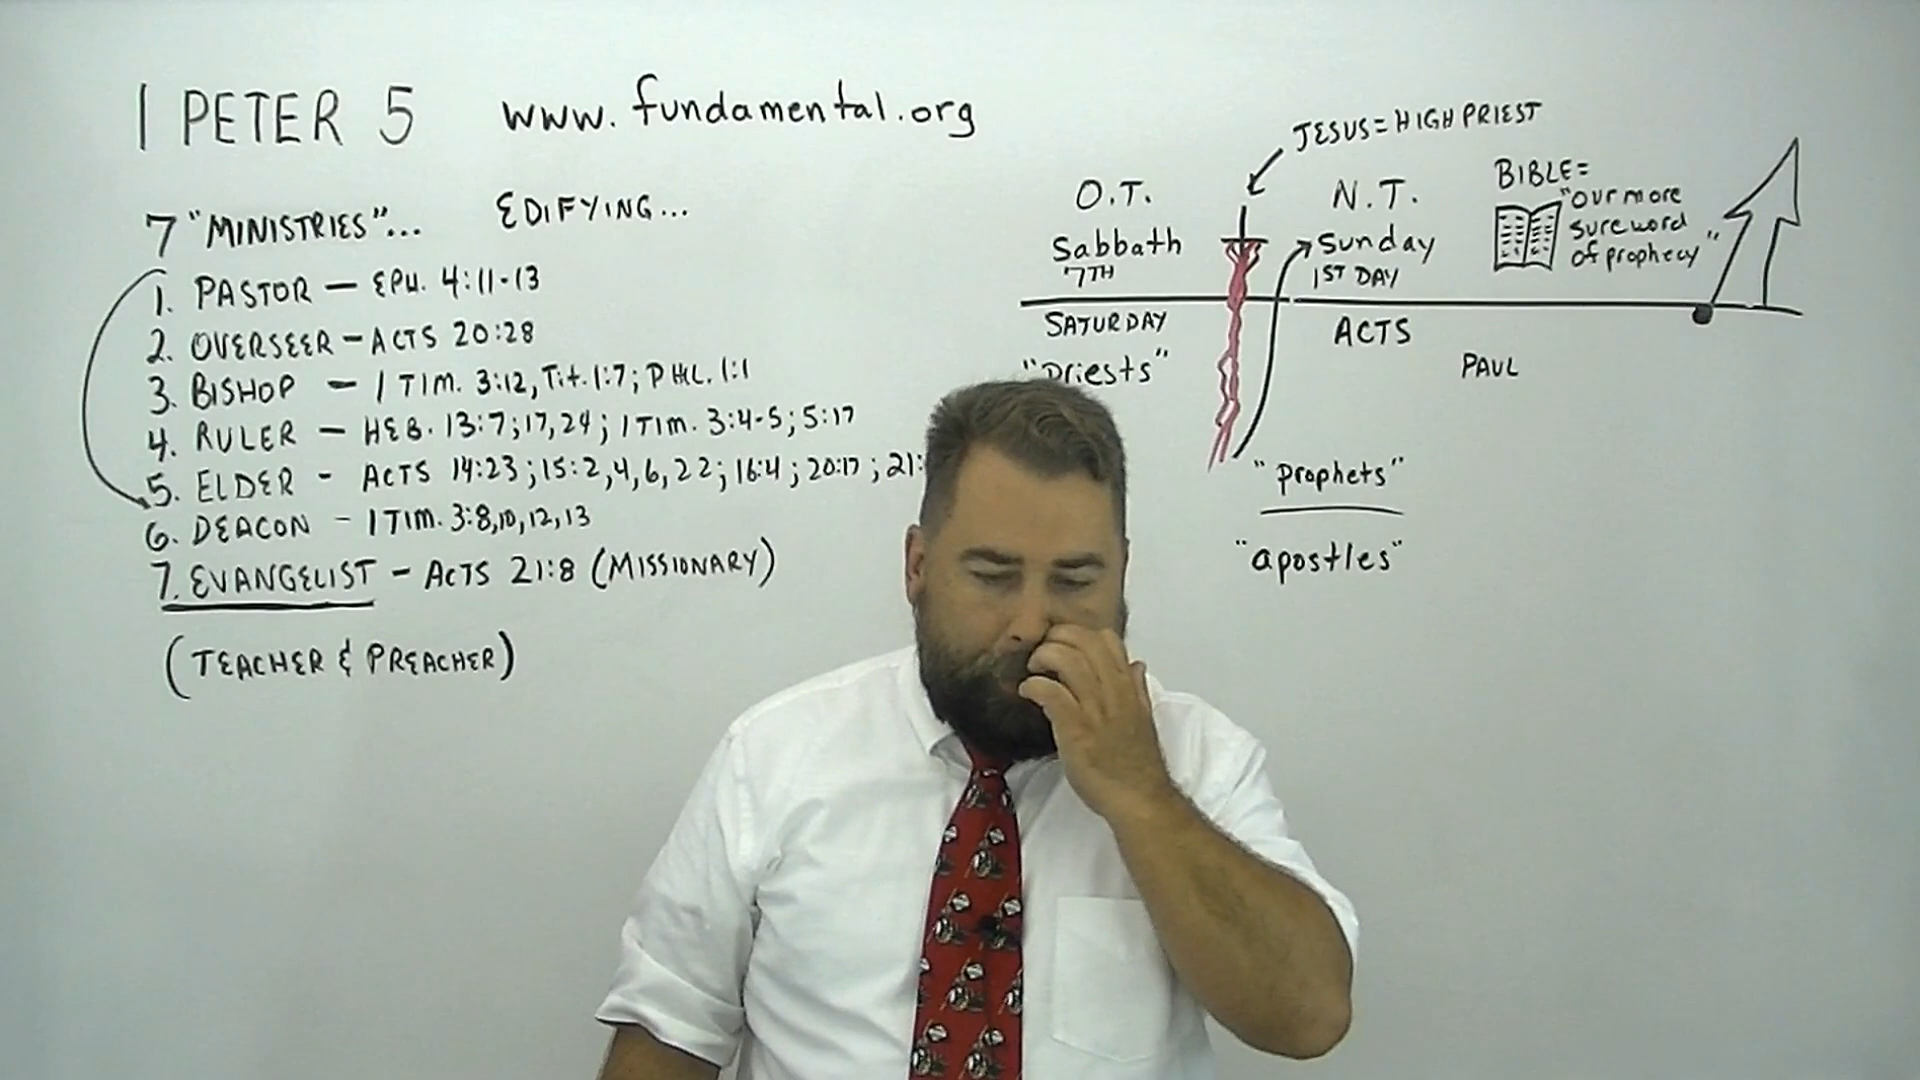 1 PETER 5
www.fundamental.org
7 "MINISTRIES"...
EDIFYING...
1. PASTOR - EPH. 4:11-13
2. OVERSEER - ACTS 20:28
3. BISHOP - 1 TIM. 3:12, Tit. 1:7; PHIL. 1:1
4. RULER - HEB. 13:7;17,24; 1 TIM. 3:4-5; 5:17
5. ELDER - ACTS 14:23; 15:2,4,6,22; 16:4; 20:17; 21:
6. DEACON - 1 TIM. 3:8,10,12,13
7. EVANGELIST - ACTS 21:8 (MISSIONARY)
(TEACHER & PREACHER)
JESUS = HIGH PRIEST
O.T.
Sabbath
7TH
SATURDAY
"priests"
N.T.
Sunday
1ST DAY
ACTS
PAUL
BIBLE=
"our more
sure word
of prophecy"
"prophets"
"apostles"